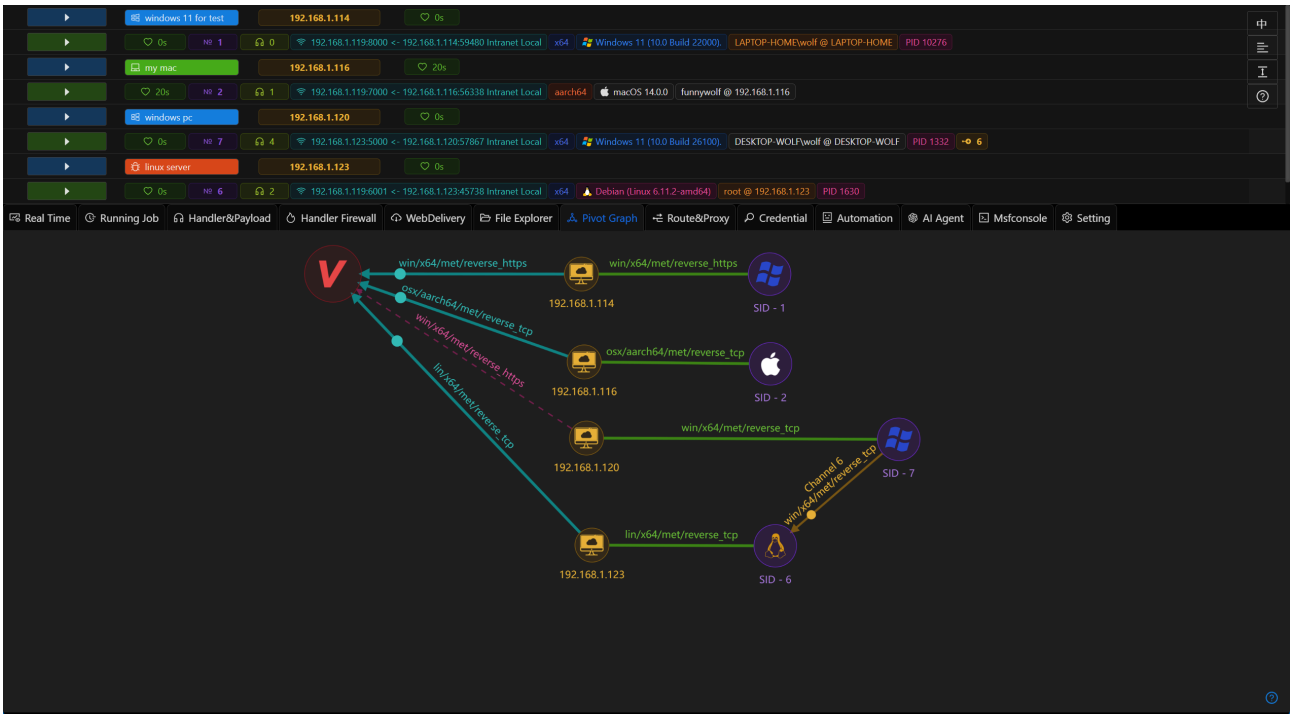 windows 11 for test 192.168.1.114 0s
0s № 1 0 192.168.1.119:8000 <- 192.168.1.114:59480 Intranet Local x64 Windows 11 (10.0 Build 22000). LAPTOP-HOME\wolf @ LAPTOP-HOME PID 10276
my mac 192.168.1.116 20s
20s № 2 1 192.168.1.119:7000 <- 192.168.1.116:56338 Intranet Local aarch64 macOS 14.0.0 funnywolf @ 192.168.1.116
windows pc 192.168.1.120 0s
0s № 7 4 192.168.1.123:5000 <- 192.168.1.120:57867 Intranet Local x64 Windows 11 (10.0 Build 26100). DESKTOP-WOLF\wolf @ DESKTOP-WOLF PID 1332 6
linux server 192.168.1.123 0s
0s № 6 2 192.168.1.119:6001 <- 192.168.1.123:45738 Intranet Local x64 Debian (Linux 6.11.2-amd64) root @ 192.168.1.123 PID 1630
中
Real Time Running Job Handler&Payload Handler Firewall WebDelivery File Explorer Pivot Graph Route&Proxy Credential Automation AI Agent Msfconsole Setting
V
win/x64/met/reverse_https
win/x64/met/reverse_https
192.168.1.114
SID - 1
osx/aarch64/met/reverse_tcp
osx/aarch64/met/reverse_tcp
192.168.1.116
SID - 2
win/x64/met/reverse_https
win/x64/met/reverse_tcp
192.168.1.120
SID - 7
Channel 6
win/x64/met/reverse_tcp
lin/x64/met/reverse_tcp
lin/x64/met/reverse_tcp
192.168.1.123
SID - 6